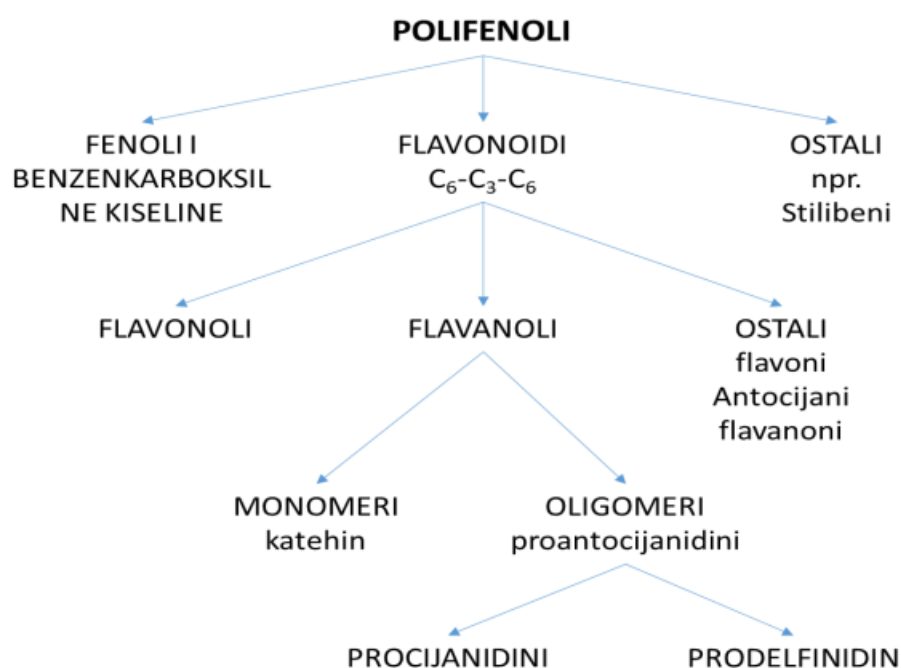 POLIFENOLI
FENOLI I
BENZENKARBOKSIL
NE KISELINE
FLAVONOIDI
C₆-C₃-C₆
OSTALI
npr.
Stilibeni
FLAVONOLI
FLAVANOLI
OSTALI
flavoni
Antocijani
flavanoni
MONOMERI
katehin
OLIGOMERI
proantocijanidini
PROCIJANIDINI
PRODELFINIDIN